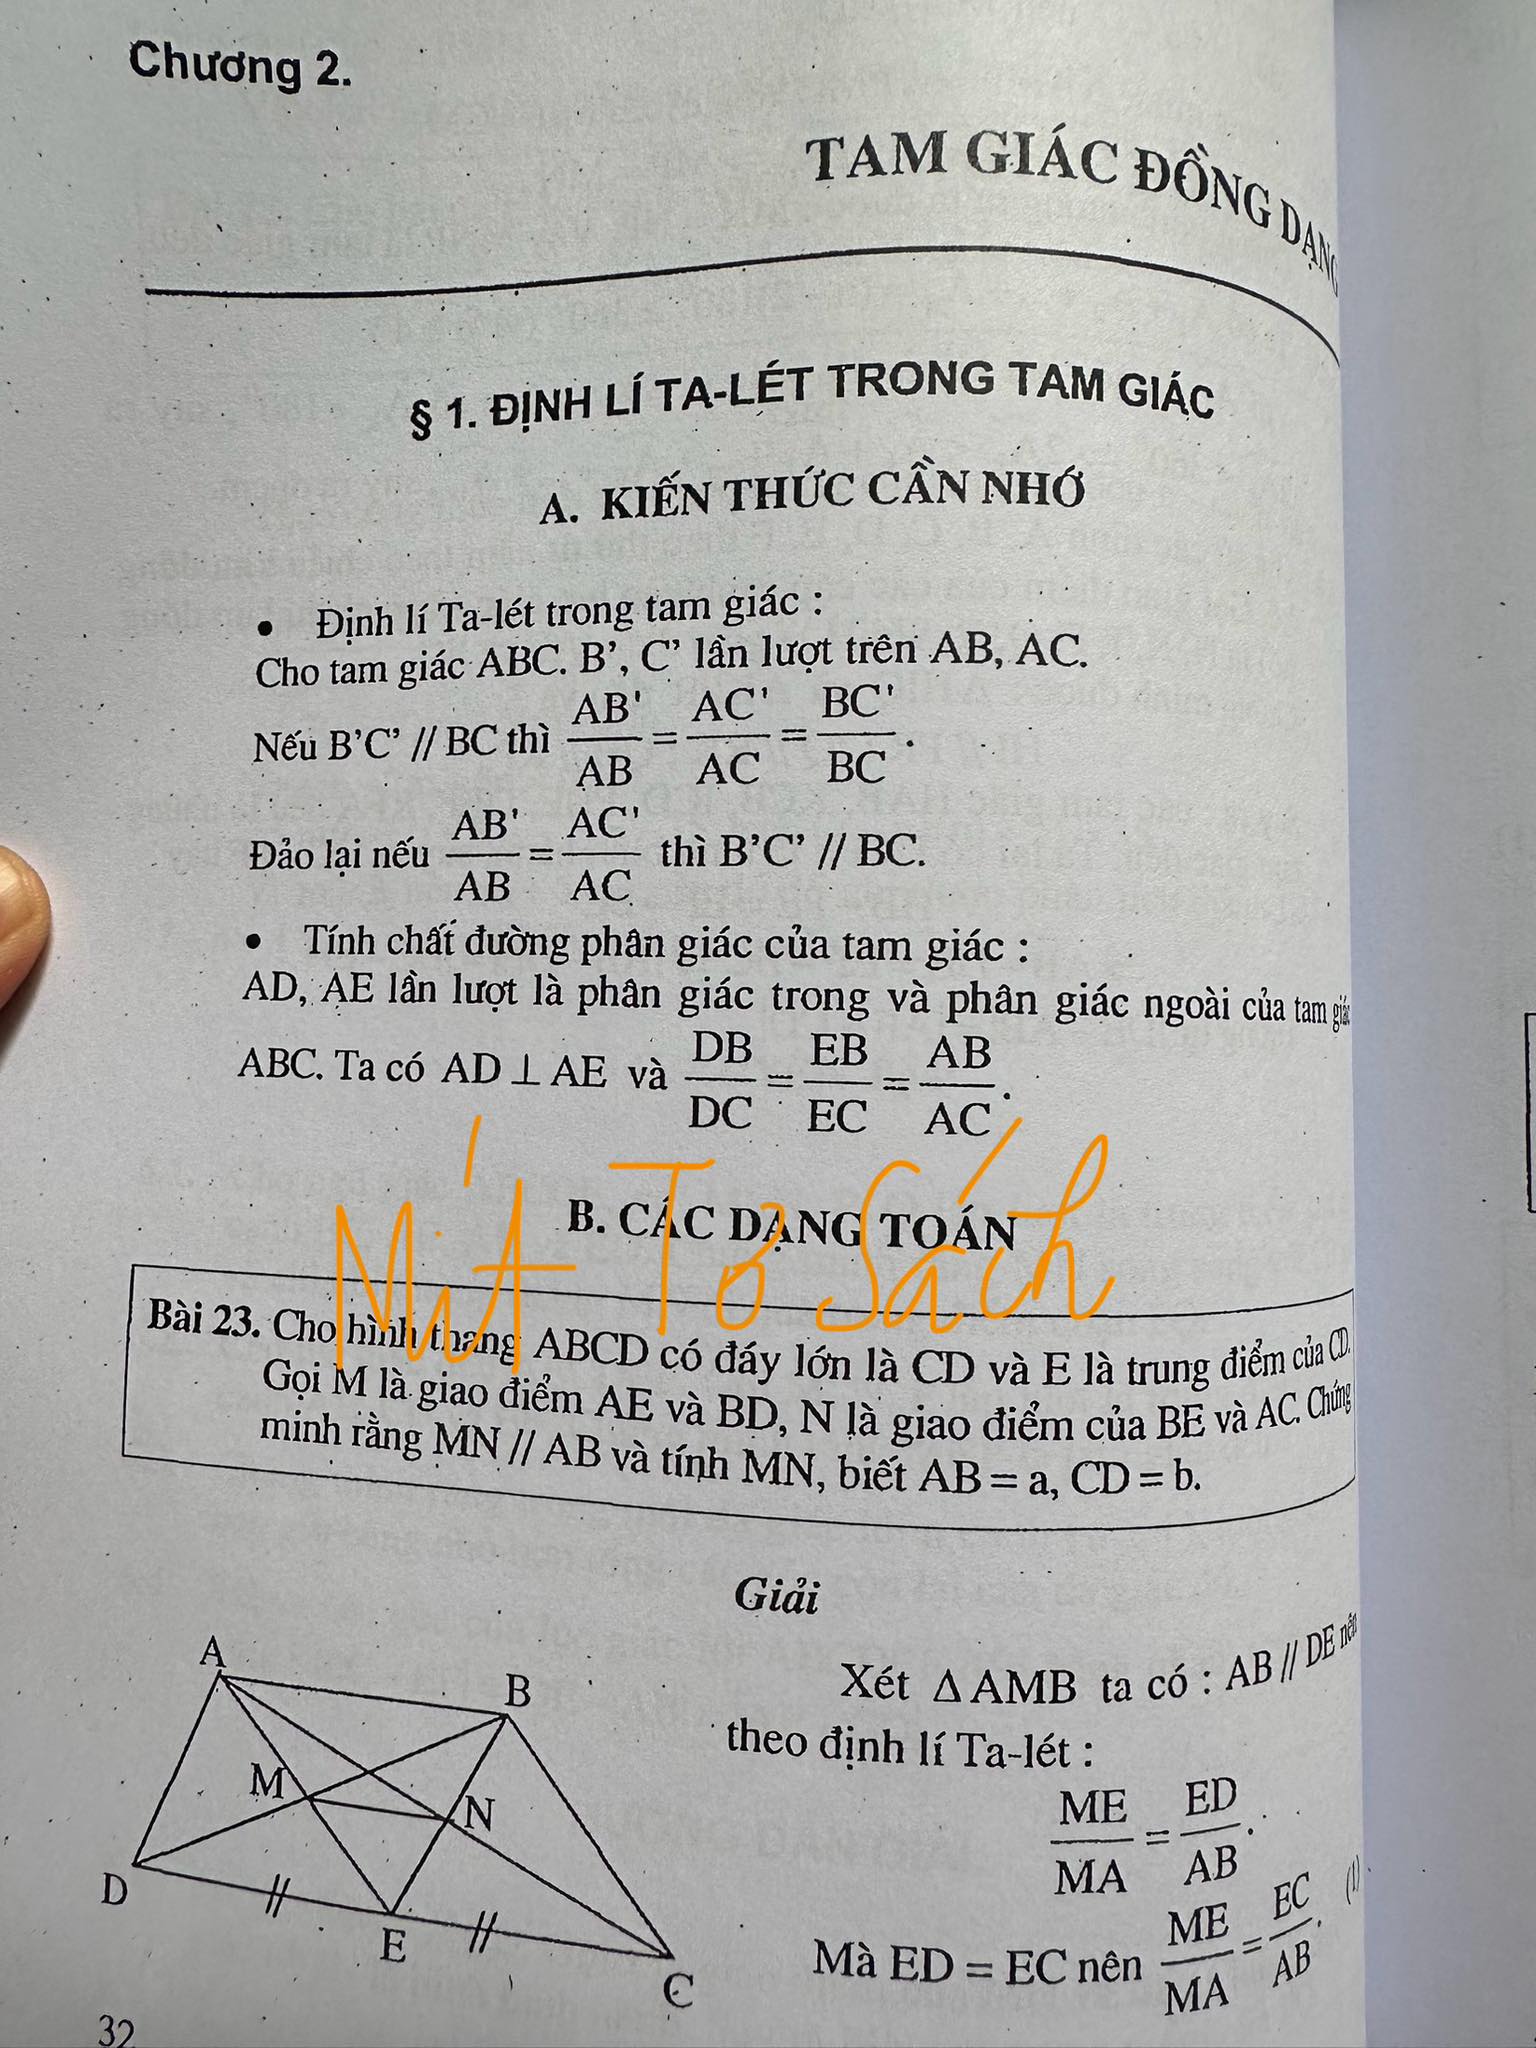 Chương 2.
TAM GIÁC ĐỒNG DẠNG
§ 1. ĐỊNH LÍ TA-LÉT TRONG TAM GIÁC
A. KIẾN THỨC CẦN NHỚ
• Định lí Ta-lét trong tam giác :
Cho tam giác ABC. B’, C’ lần lượt trên AB, AC.
Nếu B’C’ // BC thì AB'/AB = AC'/AC = BC'/BC .
Đảo lại nếu AB'/AB = AC'/AC thì B’C’ // BC.
• Tính chất đường phân giác của tam giác :
AD, AE lần lượt là phân giác trong và phân giác ngoài của tam giác
ABC. Ta có AD ⊥ AE và DB/DC = EB/EC = AB/AC .
Mít Tơ Sách
B. CÁC DẠNG TOÁN
Bài 23. Cho hình thang ABCD có đáy lớn là CD và E là trung điểm của CD.
Gọi M là giao điểm AE và BD, N là giao điểm của BE và AC. Chứng
minh rằng MN // AB và tính MN, biết AB = a, CD = b.
Giải
A
B
M
N
D
E
C
Xét Δ AMB ta có : AB // DE nên
theo định lí Ta-lét :
ME/MA = ED/AB .
Mà ED = EC nên ME/MA = EC/AB . (1)
32